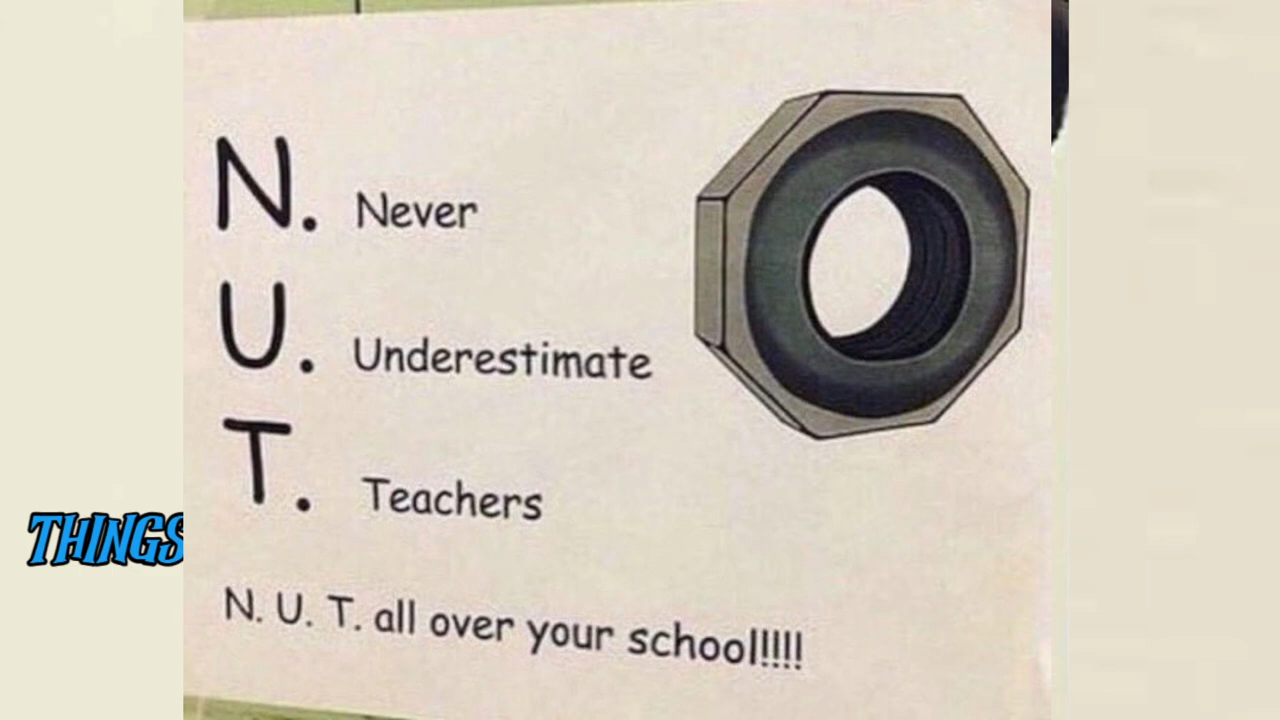 N. Never
U. Underestimate
T. Teachers
THINGS
N. U. T. all over your school!!!!